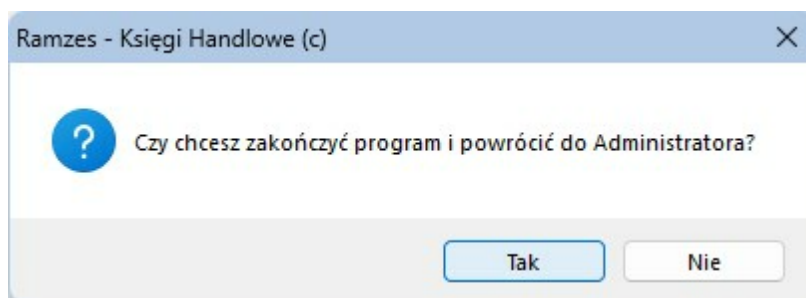 Ramzes - Księgi Handlowe (c)
Czy chcesz zakończyć program i powrócić do Administratora?
Tak
Nie